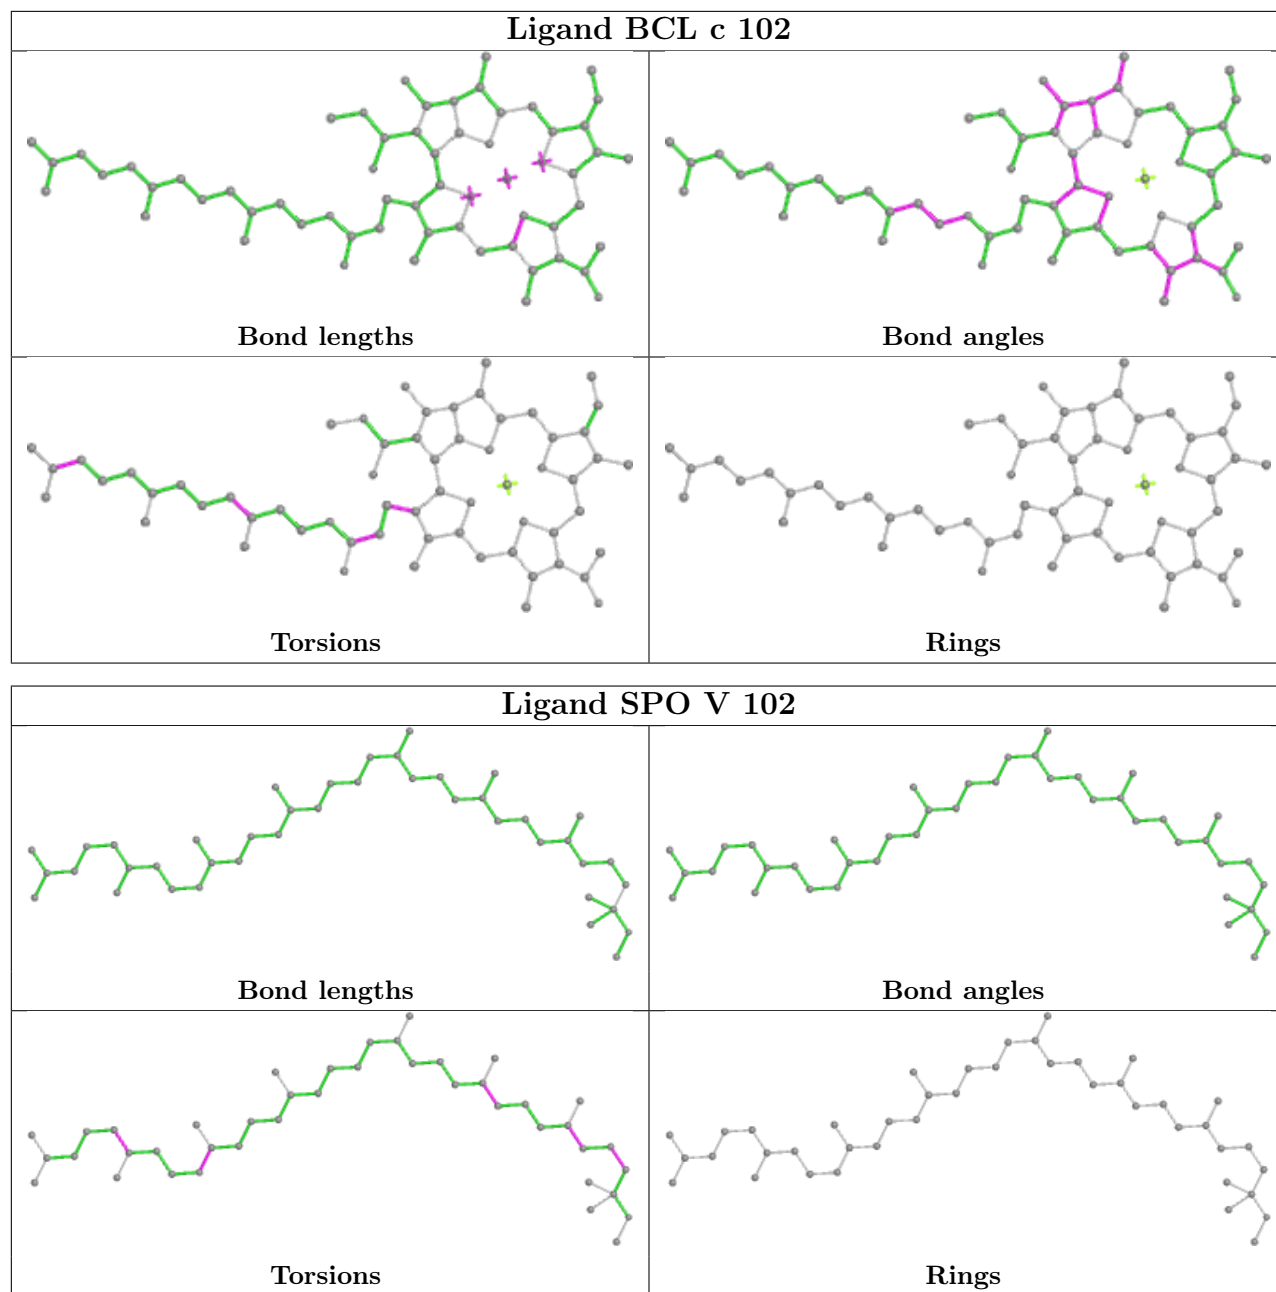 Ligand BCL c 102
Bond lengths
Bond angles
Torsions
Rings
Ligand SPO V 102
Bond lengths
Bond angles
Torsions
Rings